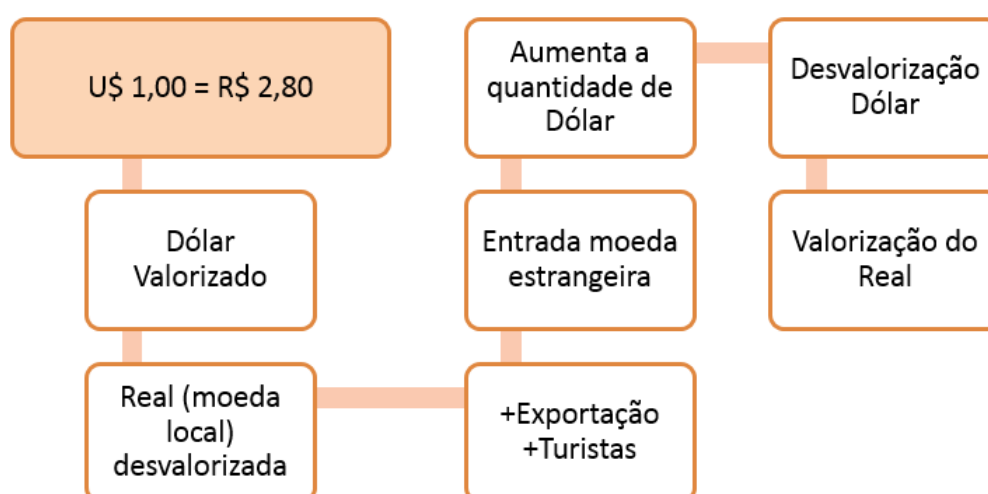 U$ 1,00 = R$ 2,80
Dólar
Valorizado
Real (moeda
local)
desvalorizada
+Exportação
+Turistas
Entrada moeda
estrangeira
Aumenta a
quantidade de
Dólar
Desvalorização
Dólar
Valorização do
Real